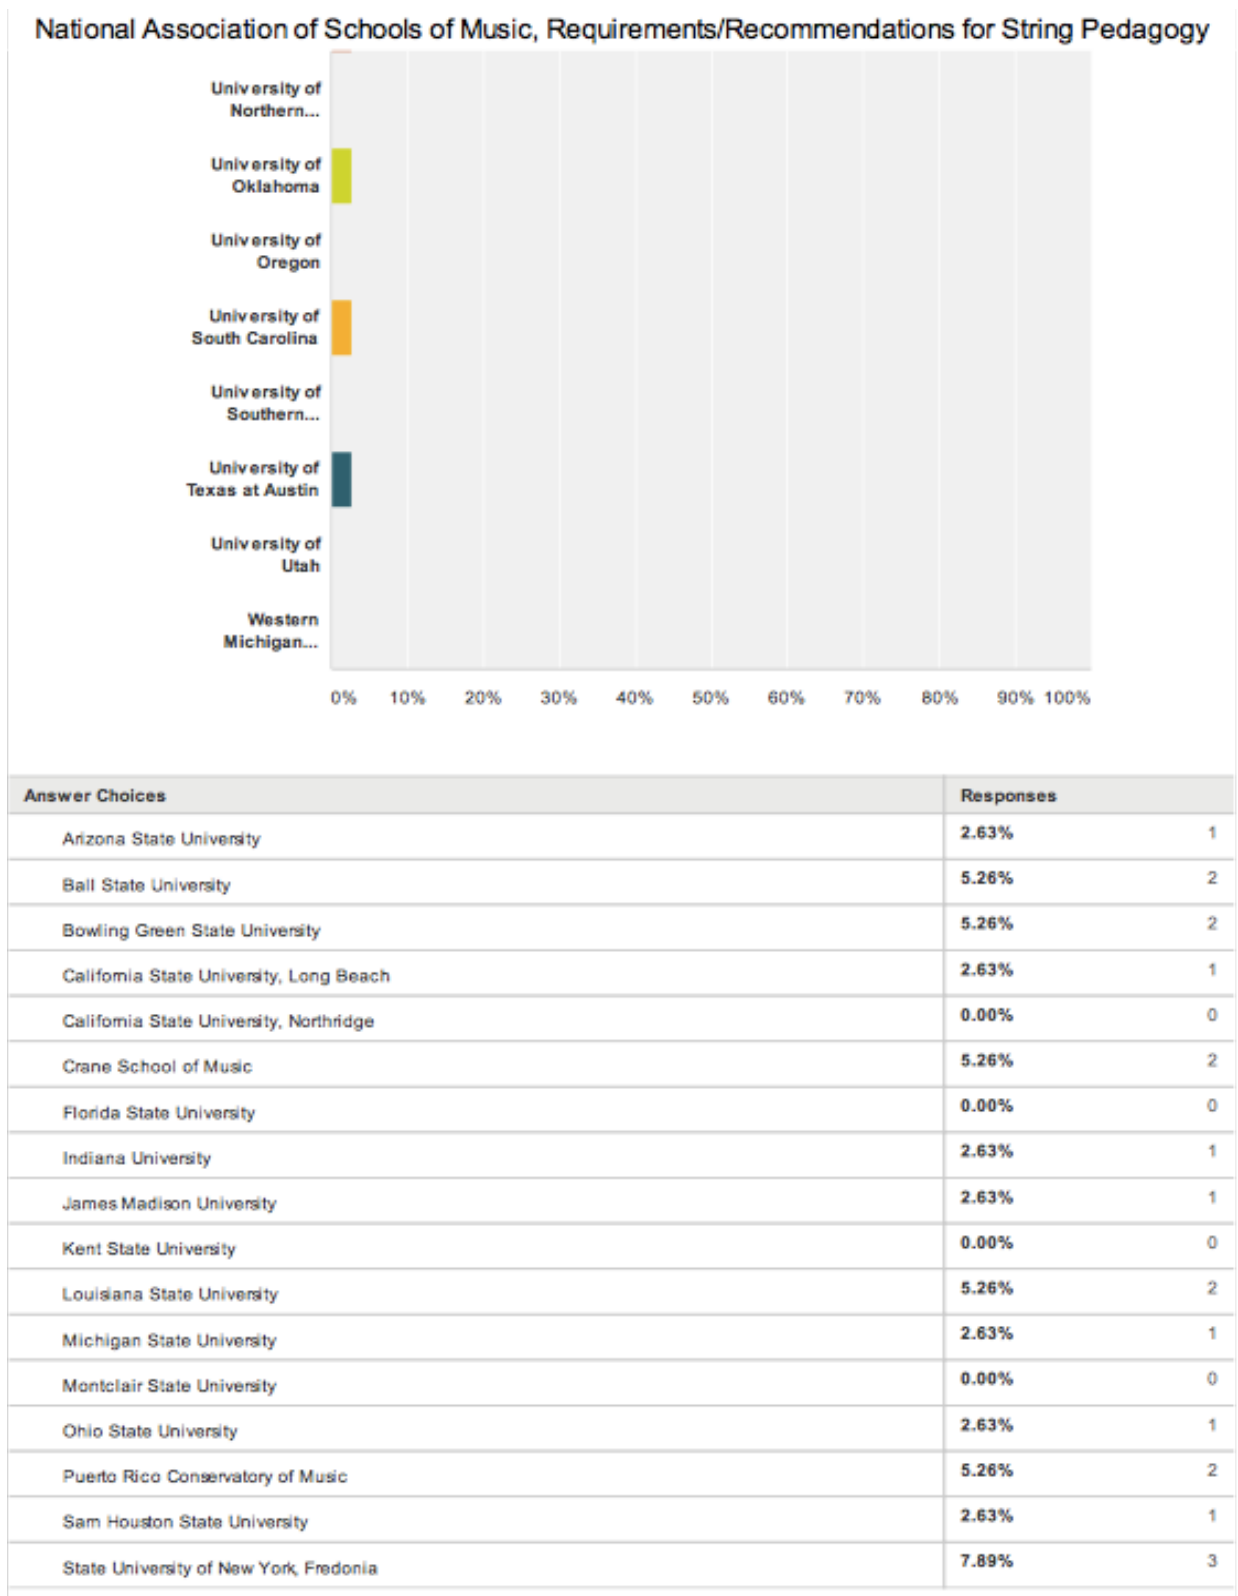 National Association of Schools of Music, Requirements/Recommendations for String Pedagogy
University of
Northern...
University of
Oklahoma
University of
Oregon
University of
South Carolina
University of
Southern...
University of
Texas at Austin
University of
Utah
Western
Michigan...
0% 10% 20% 30% 40% 50% 60% 70% 80% 90% 100%
Answer Choices Responses
Arizona State University 2.63% 1
Ball State University 5.26% 2
Bowling Green State University 5.26% 2
California State University, Long Beach 2.63% 1
California State University, Northridge 0.00% 0
Crane School of Music 5.26% 2
Florida State University 0.00% 0
Indiana University 2.63% 1
James Madison University 2.63% 1
Kent State University 0.00% 0
Louisiana State University 5.26% 2
Michigan State University 2.63% 1
Montclair State University 0.00% 0
Ohio State University 2.63% 1
Puerto Rico Conservatory of Music 5.26% 2
Sam Houston State University 2.63% 1
State University of New York, Fredonia 7.89% 3